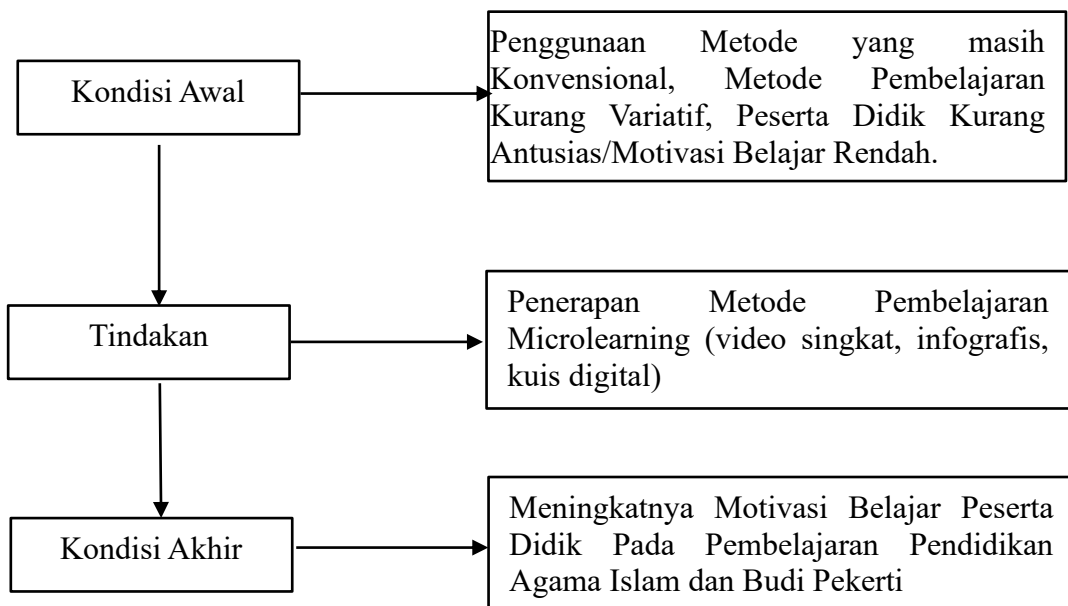 Kondisi Awal
Penggunaan Metode yang masih
Konvensional, Metode Pembelajaran
Kurang Variatif, Peserta Didik Kurang
Antusias/Motivasi Belajar Rendah.
Tindakan
Penerapan Metode Pembelajaran
Microlearning (video singkat, infografis,
kuis digital)
Kondisi Akhir
Meningkatnya Motivasi Belajar Peserta
Didik Pada Pembelajaran Pendidikan
Agama Islam dan Budi Pekerti